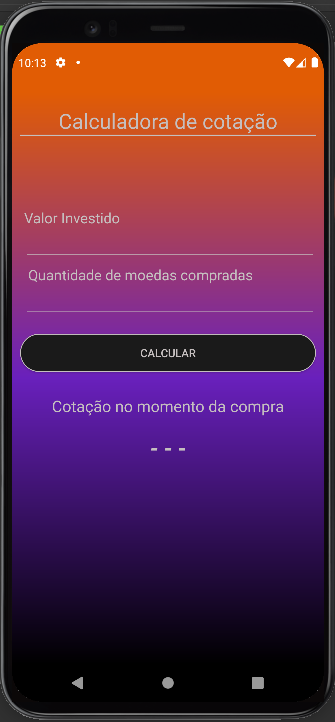 10:13
Calculadora de cotação
Valor Investido
Quantidade de moedas compradas
CALCULAR
Cotação no momento da compra
---